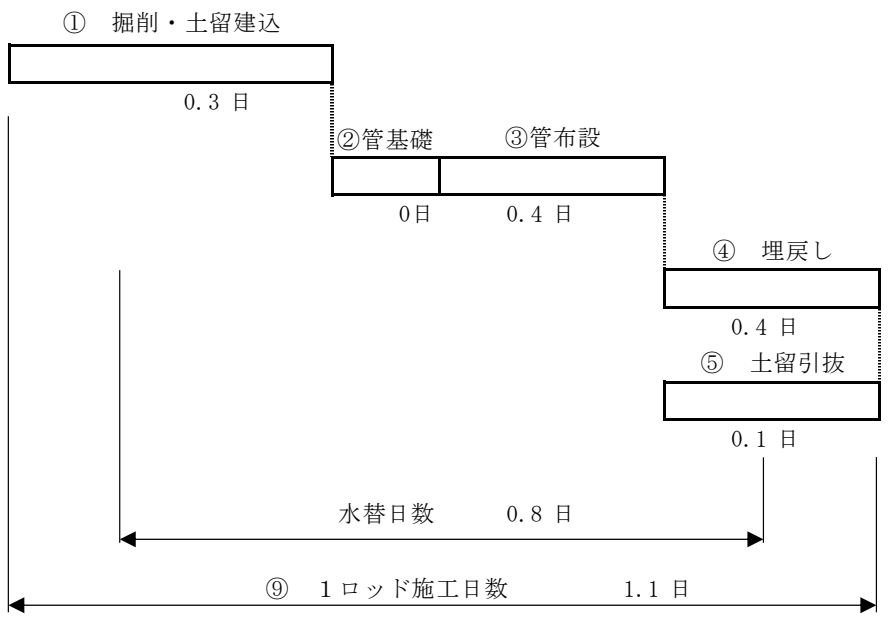 ① 掘削・土留建込
0.3 日
②管基礎 ③管布設
0日 0.4 日
④ 埋戻し
0.4 日
⑤ 土留引抜
0.1 日
水替日数 0.8 日
⑨ 1ロッド施工日数 1.1 日